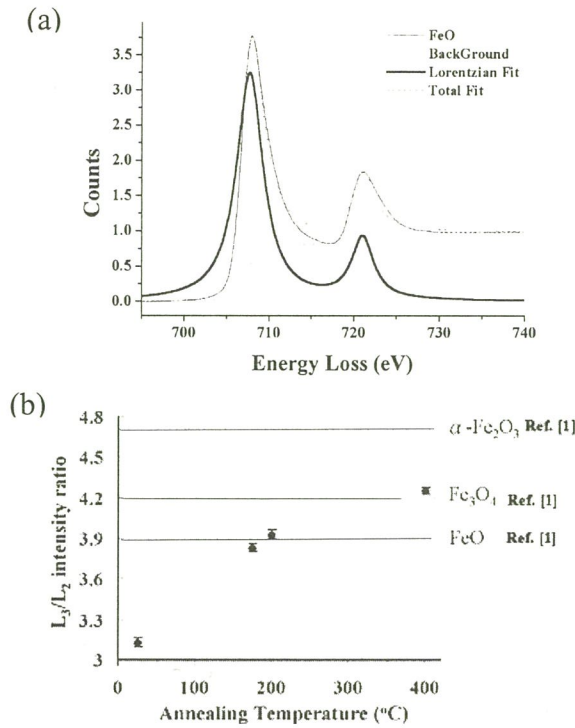 (a)
FeO
BackGround
Lorentzian Fit
Total Fit
3.5
3.0
2.5
2.0
1.5
1.0
0.5
0.0
Counts
700
710
720
730
740
Energy Loss (eV)
(b)
4.8
4.5
4.2
3.9
3.6
3.3
3
L₃/L₂ intensity ratio
α -Fe₂O₃ Ref. [1]
Fe₃O₄ Ref. [1]
FeO Ref. [1]
0
100
200
300
400
Annealing Temperature (°C)